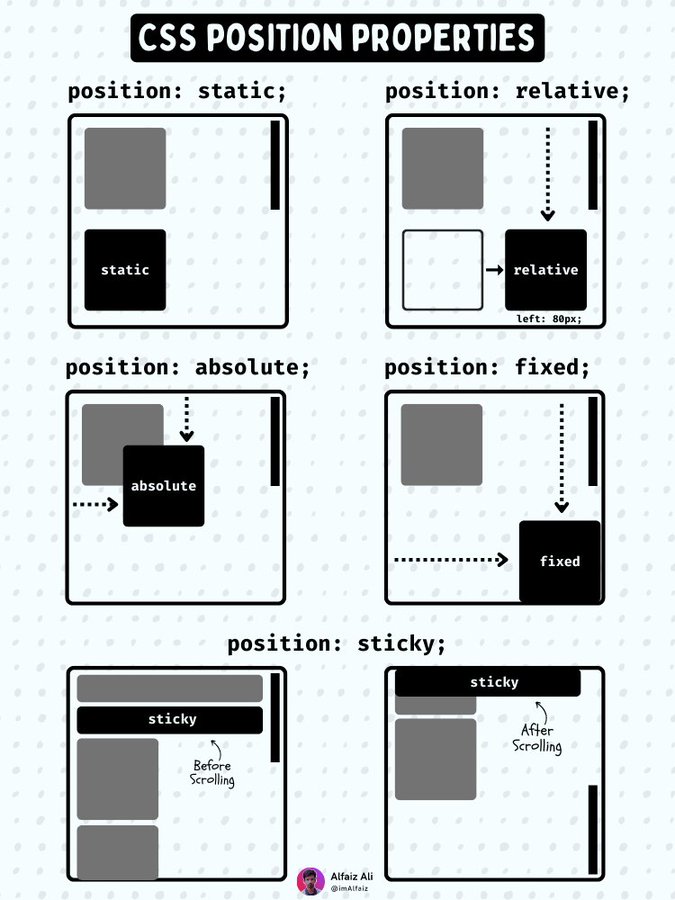 CSS POSITION PROPERTIES
position: static;
static
position: relative;
relative
left: 80px;
position: absolute;
absolute
position: fixed;
fixed
position: sticky;
sticky
Before
Scrolling
sticky
After
Scrolling
Alfaiz Ali
@imAlfaiz